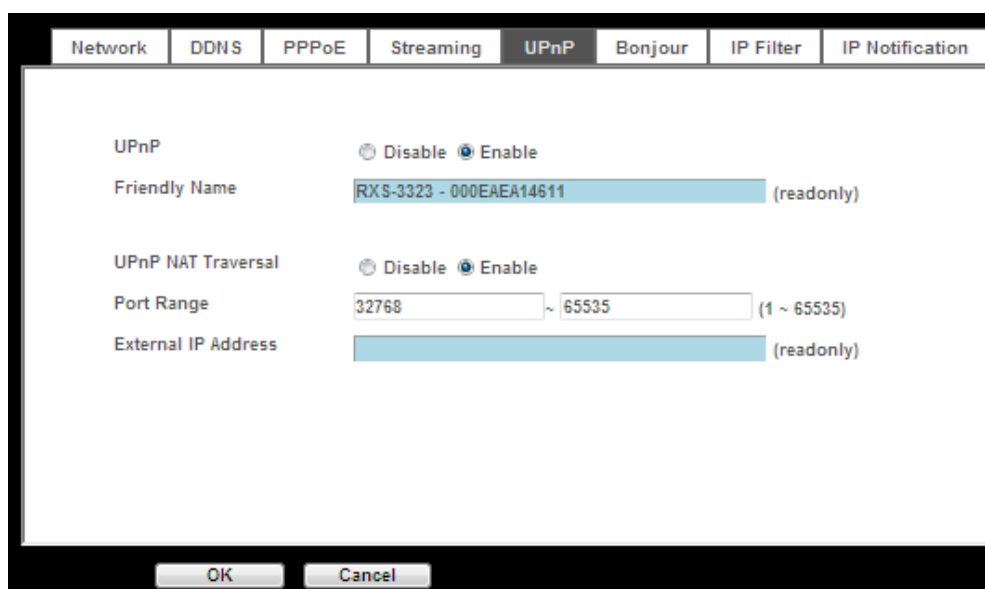 Network DDNS PPPoE Streaming UPnP Bonjour IP Filter IP Notification
UPnP Disable Enable
Friendly Name RXS-3323 - 000EAEA14611 (readonly)
UPnP NAT Traversal Disable Enable
Port Range 32768 ~ 65535 (1 ~ 65535)
External IP Address (readonly)
OK Cancel